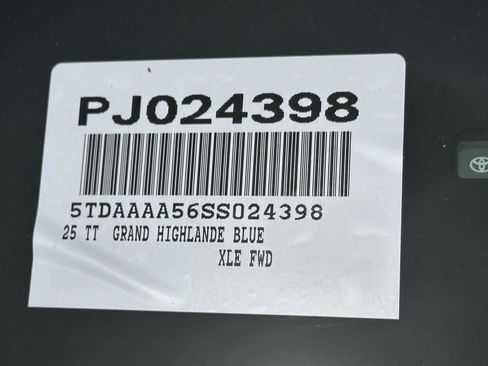 PJ024398
5TDAAAA56SS024398
25 TT GRAND HIGHLANDE BLUE
XLE FWD